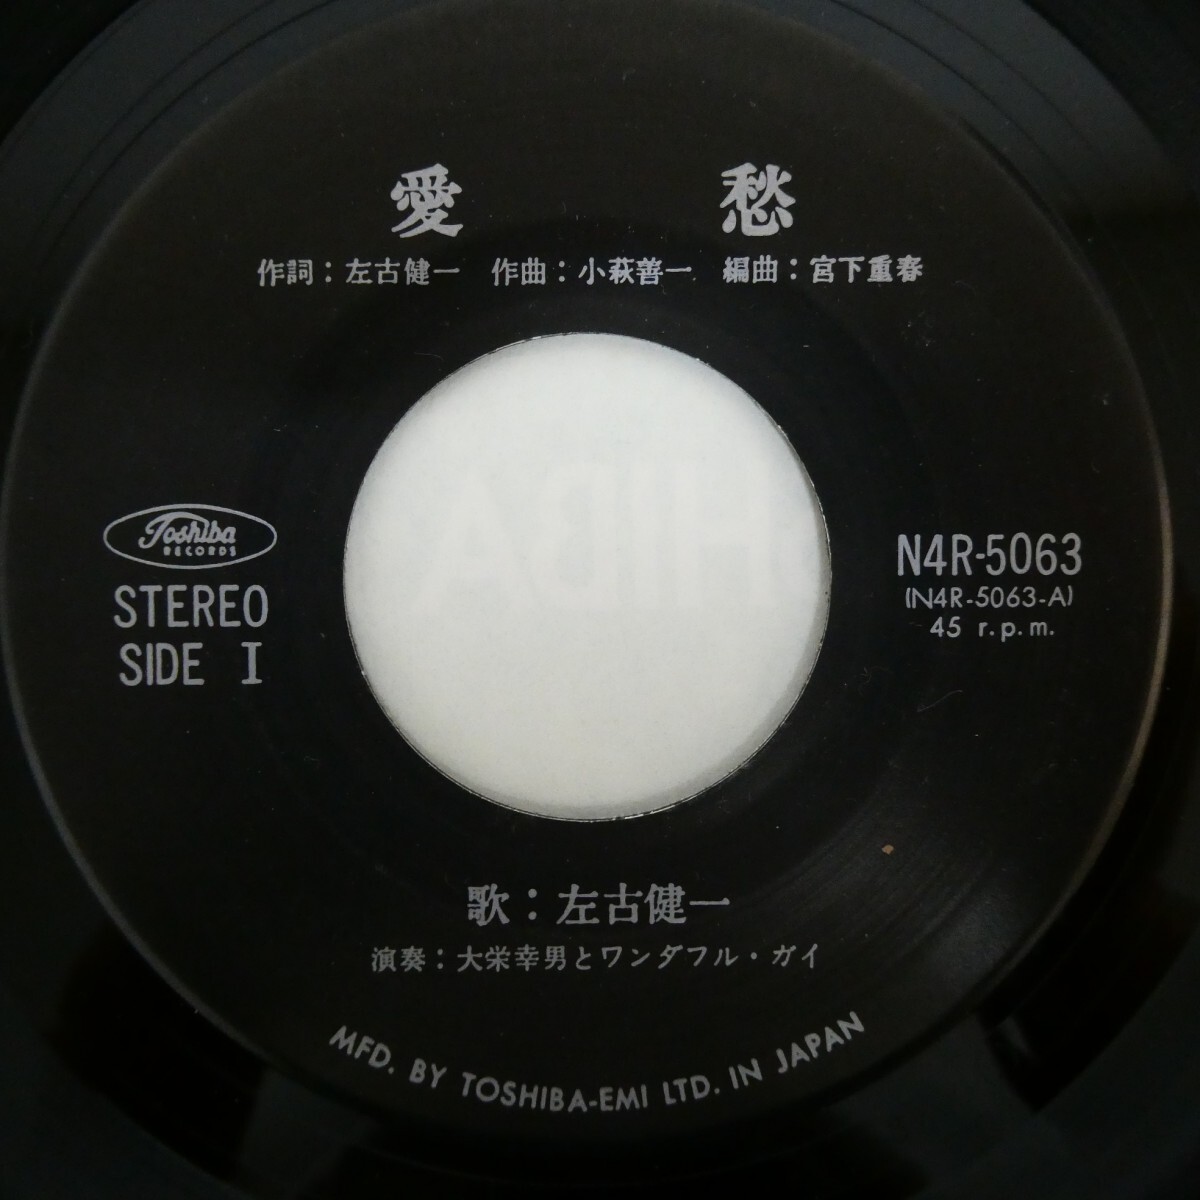 愛 愁
作詞：左古健一 作曲：小萩善一 編曲：宮下重春
Toshiba
RECORDS
STEREO
SIDE I
N4R-5063
(N4R-5063-A)
45 r.p.m.
歌：左古健一
演奏：大栄幸男とワンダフル・ガイ
MFD. BY TOSHIBA-EMI LTD. IN JAPAN